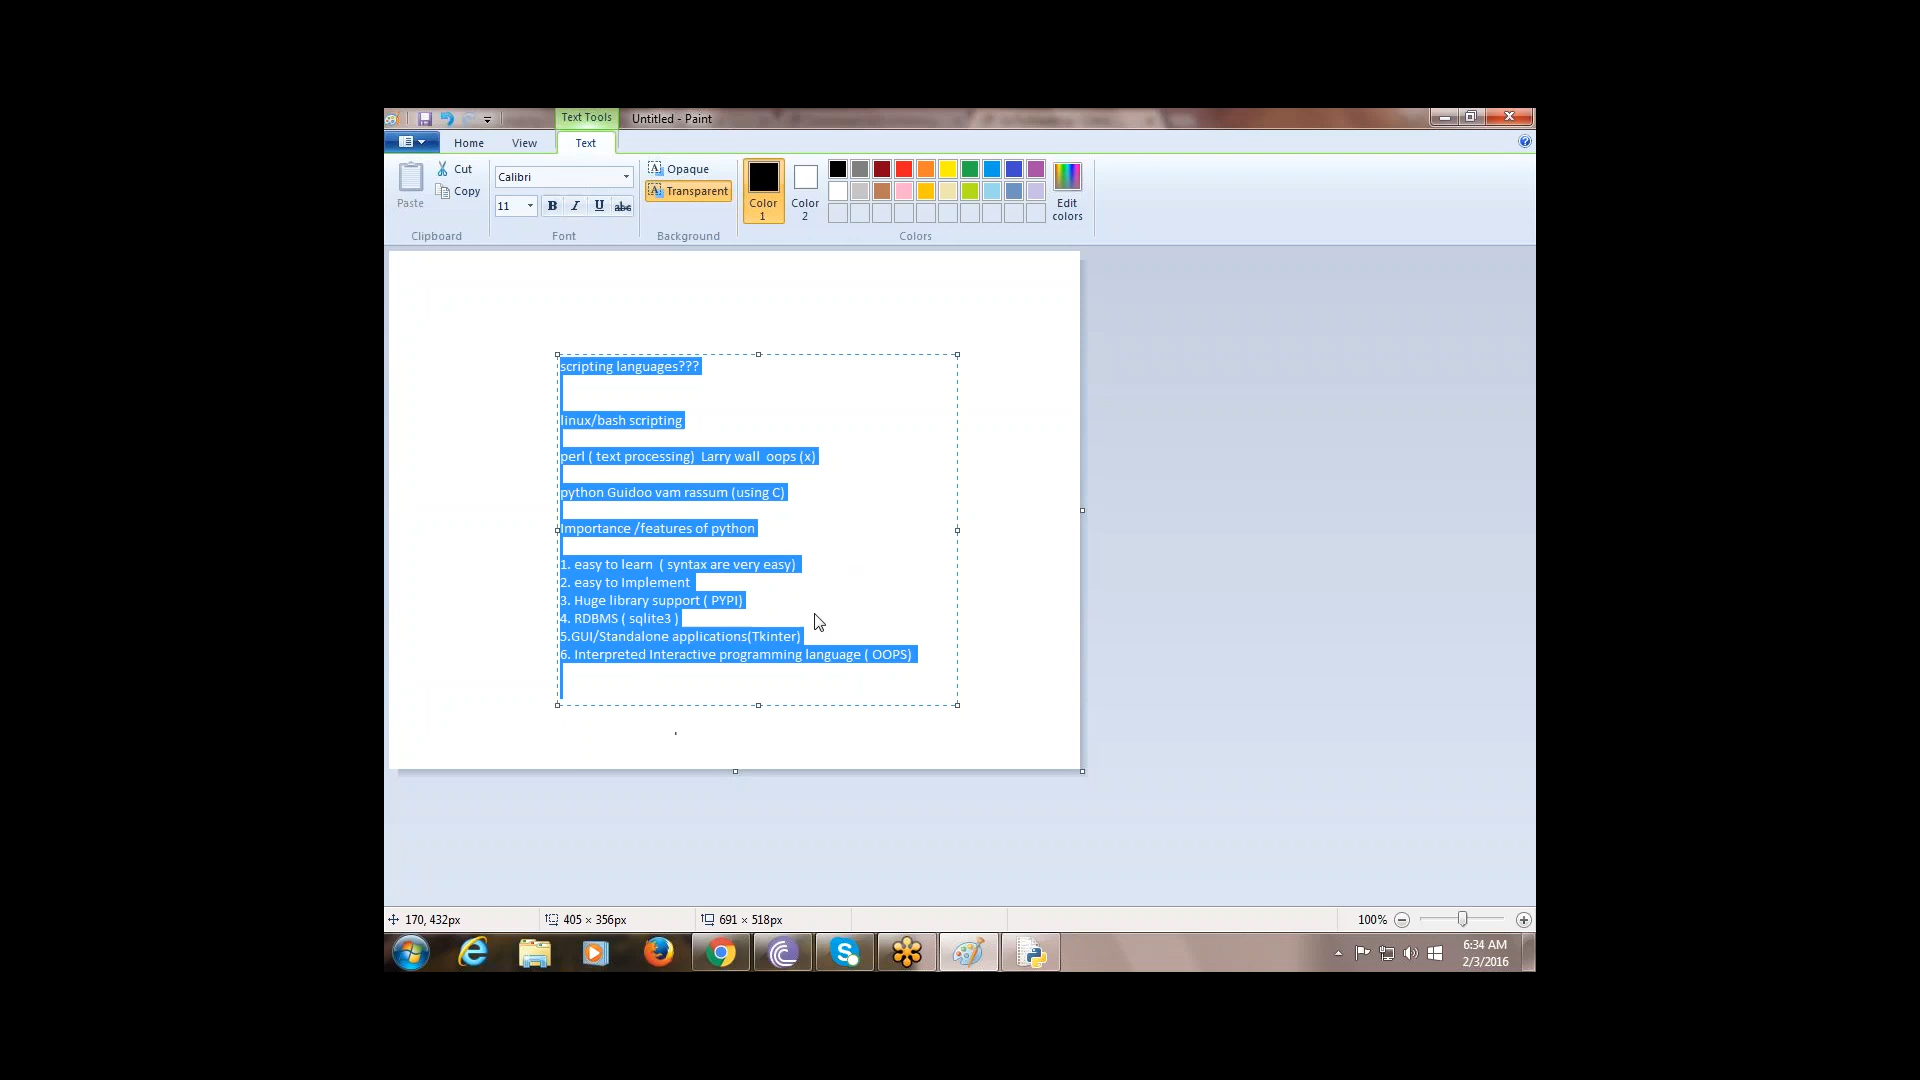 Text Tools
Untitled - Paint
Home
View
Text
Paste
Cut
Copy
Clipboard
Calibri
11
B
I
U
abc
Font
Opaque
Transparent
Background
Color
1
Color
2
Edit
colors
Colors
scripting languages???
linux/bash scripting
perl ( text processing)  Larry wall  oops (x)
python Guidoo vam rassum (using C)
Importance /features of python
1. easy to learn  ( syntax are very easy)
2. easy to Implement
3. Huge library support ( PYPI)
4. RDBMS ( sqlite3 )
5.GUI/Standalone applications(Tkinter)
6. Interpreted Interactive programming language ( OOPS)
170, 432px
405 × 356px
691 × 518px
100%
6:34 AM
2/3/2016